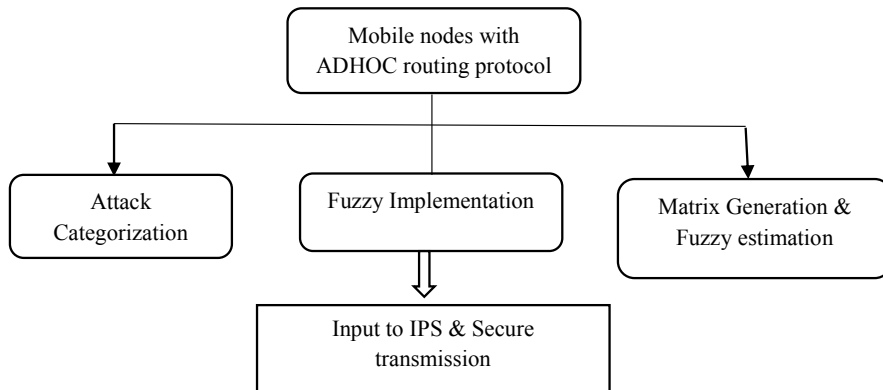 Mobile nodes with
ADHOC routing protocol
Attack
Categorization
Fuzzy Implementation
Matrix Generation &
Fuzzy estimation
Input to IPS & Secure
transmission